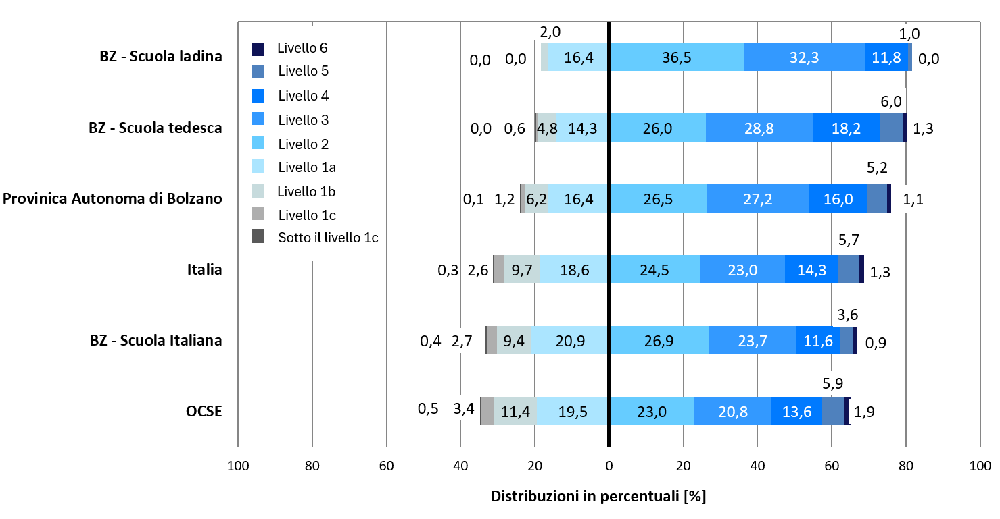 Livello 6
Livello 5
Livello 4
Livello 3
Livello 2
Livello 1a
Livello 1b
Livello 1c
Sotto il livello 1c
BZ - Scuola ladina
0,0 0,0 2,0 16,4 36,5 32,3 11,8 1,0 0,0
BZ - Scuola tedesca
0,0 0,6 4,8 14,3 26,0 28,8 18,2 6,0 1,3
Provinica Autonoma di Bolzano
0,1 1,2 6,2 16,4 26,5 27,2 16,0 5,2 1,1
Italia
0,3 2,6 9,7 18,6 24,5 23,0 14,3 5,7 1,3
BZ - Scuola Italiana
0,4 2,7 9,4 20,9 26,9 23,7 11,6 3,6 0,9
OCSE
0,5 3,4 11,4 19,5 23,0 20,8 13,6 5,9 1,9
100 80 60 40 20 0 20 40 60 80 100
Distribuzioni in percentuali [%]